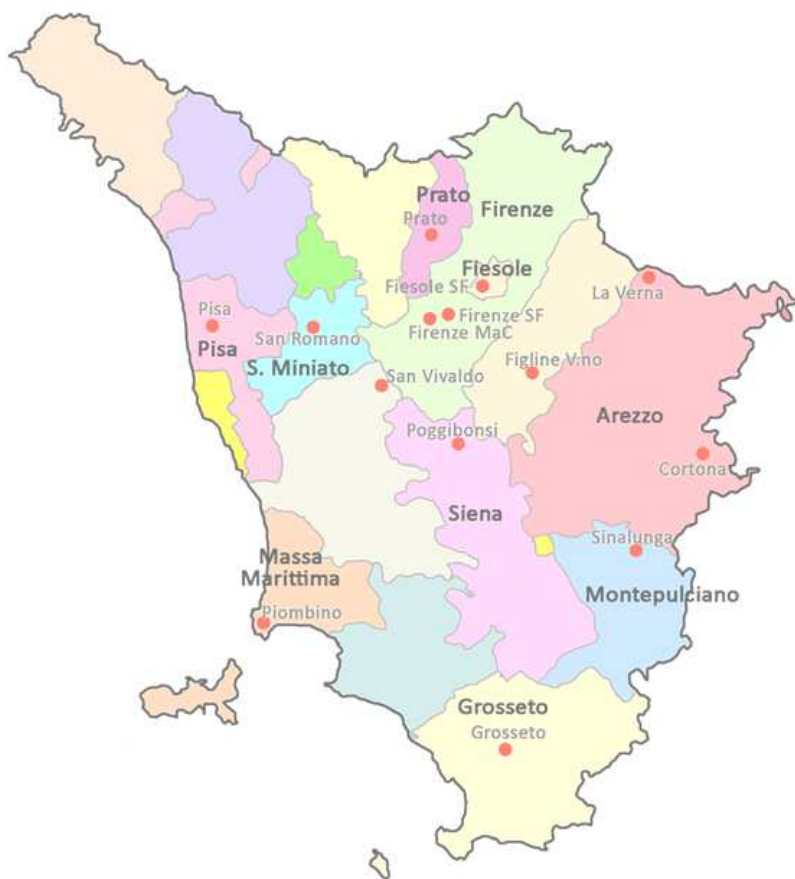 Prato
Prato
Firenze
Fiesole
Fiesole SF
La Verna
Pisa
San Romano
Firenze SF
Firenze MaC
Pisa
S. Miniato
San Vivaldo
Figline V.no
Arezzo
Poggibonsi
Cortona
Siena
Sinalunga
Massa
Marittima
Montepulciano
Piombino
Grosseto
Grosseto